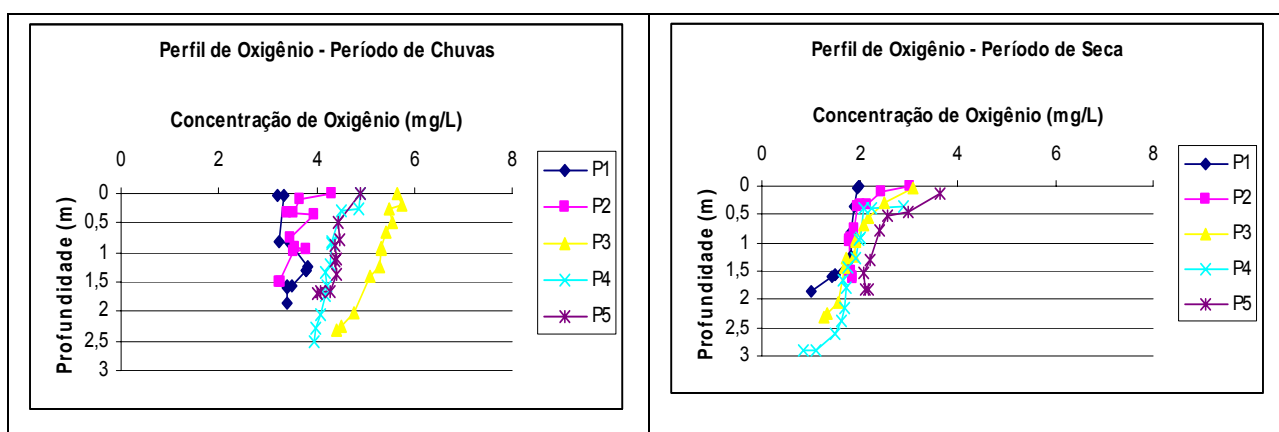 Perfil de Oxigênio - Período de Chuvas
Concentração de Oxigênio (mg/L)
0 2 4 6 8
Profundidade (m)
0
0,5
1
1,5
2
2,5
3
P1
P2
P3
P4
P5
Perfil de Oxigênio - Período de Seca
Concentração de Oxigênio (mg/L)
0 2 4 6 8
Profundidade (m)
0
0,5
1
1,5
2
2,5
3
P1
P2
P3
P4
P5